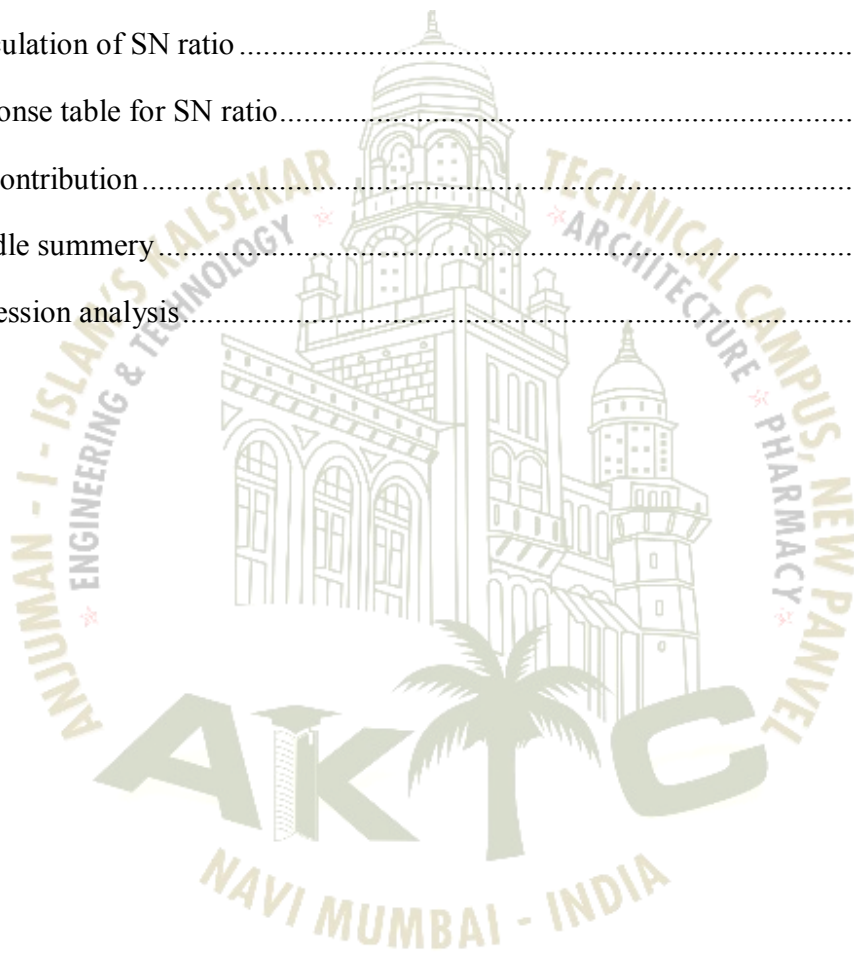 ulation of SN ratio ....................................................................................
onse table for SN ratio..............................................................................
ontribution ................................................................................................
dle summery .............................................................................................
ession analysis..........................................................................................
ANJUMAN - I - ISLAM'S KALSEKAR TECHNICAL CAMPUS, NEW PANVEL
* ENGINEERING & TECHNOLOGY * * ARCHITECTURE * PHARMACY *
AKTC
NAVI MUMBAI - INDIA